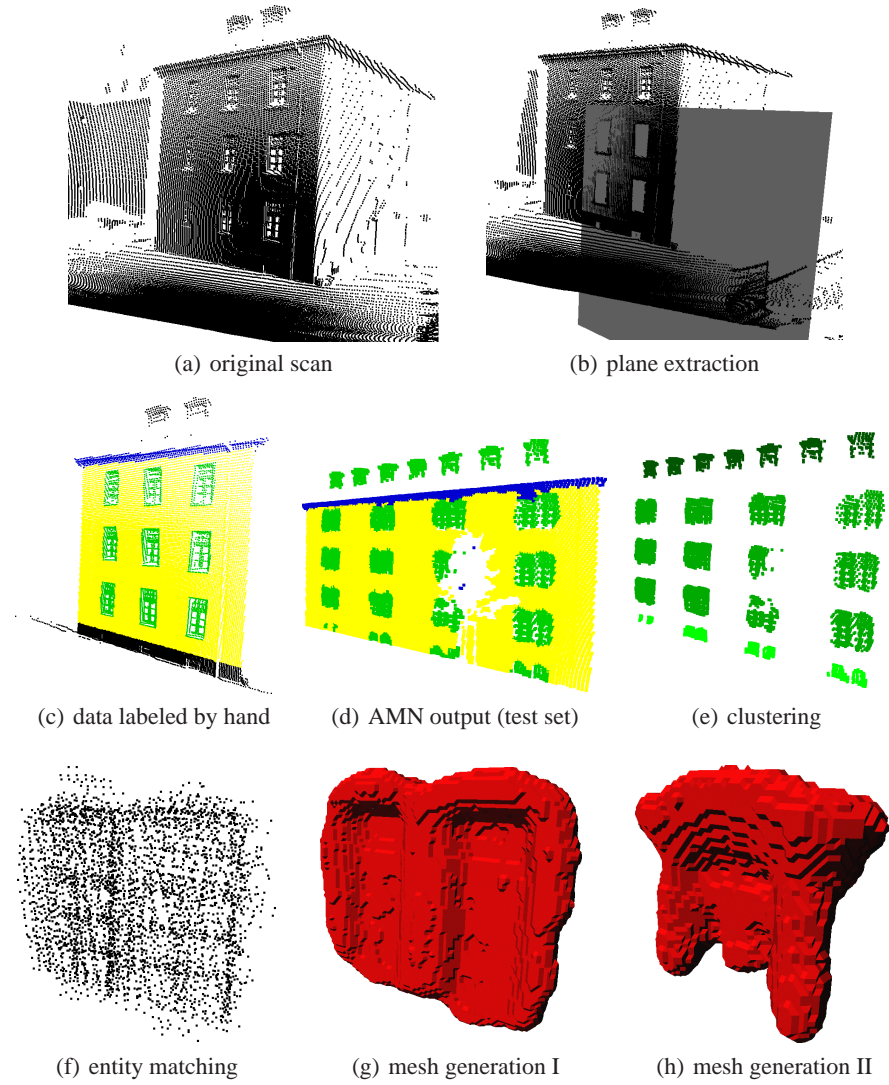 (a) original scan
(b) plane extraction
(c) data labeled by hand
(d) AMN output (test set)
(e) clustering
(f) entity matching
(g) mesh generation I
(h) mesh generation II